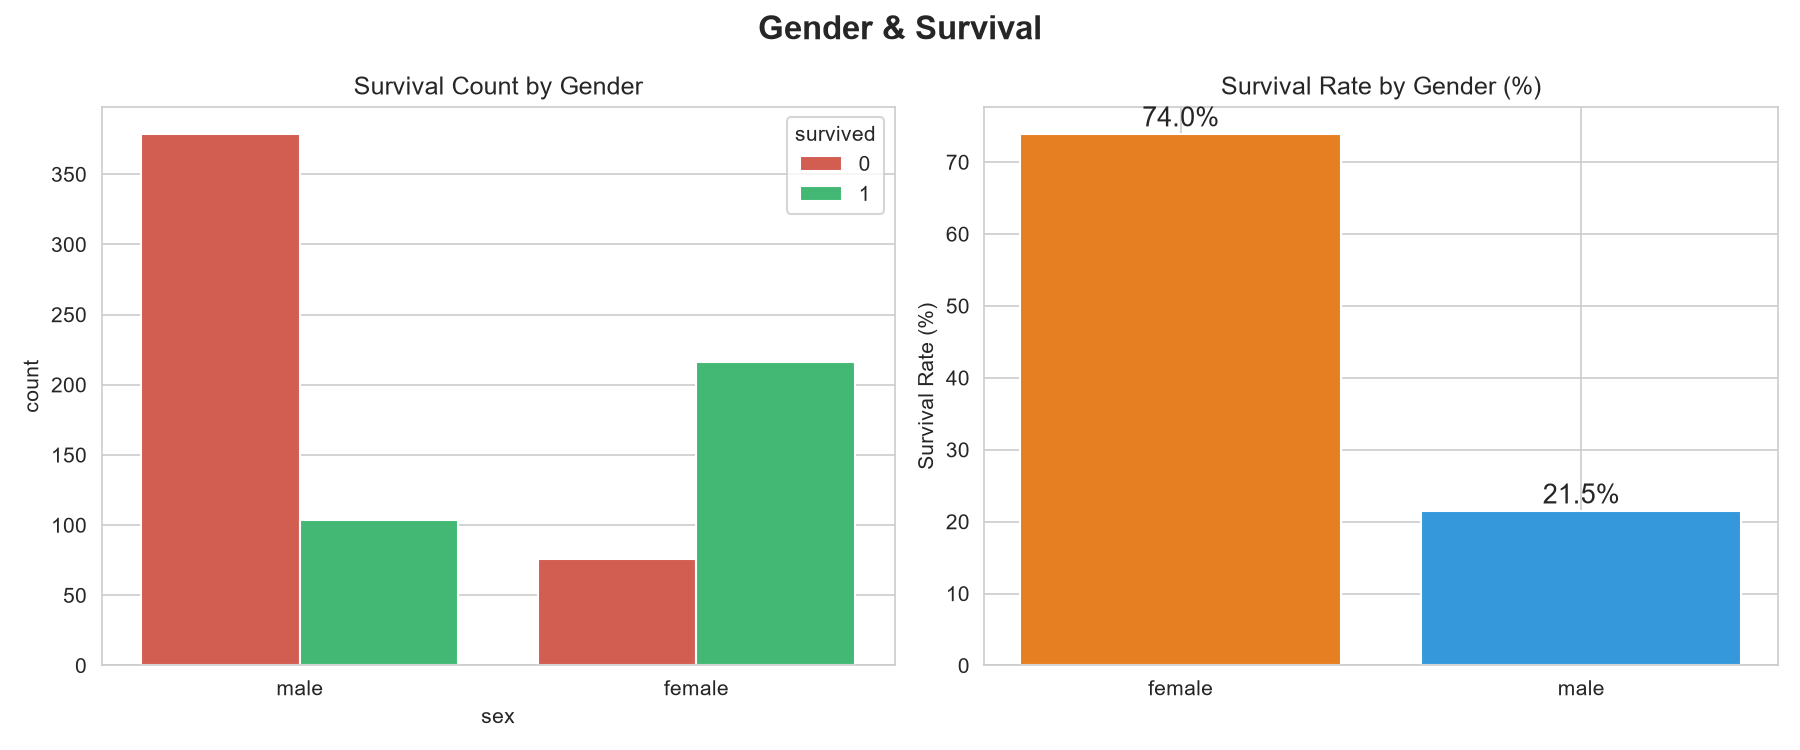 Gender & Survival
Survival Count by Gender
survived
0
1
350
300
250
200
150
100
50
0
count
male
female
sex
Survival Rate by Gender (%)
74.0%
21.5%
70
60
50
40
30
20
10
0
Survival Rate (%)
female
male